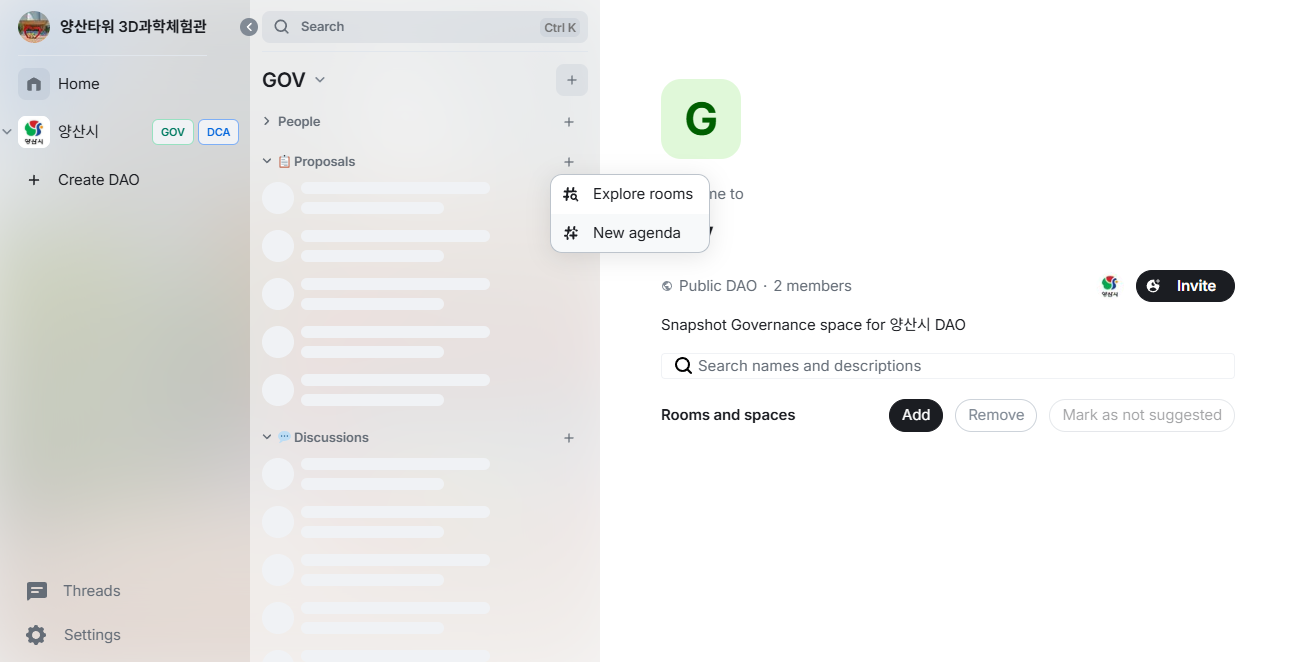 양산타워 3D과학체험관
Home
양산시
양산시
GOV
DCA
Create DAO
Threads
Settings
Search
Ctrl K
GOV
People
Proposals
Discussions
Explore rooms
New agenda
G
me to
Public DAO · 2 members
양산시
Invite
Snapshot Governance space for 양산시 DAO
Search names and descriptions
Rooms and spaces
Add
Remove
Mark as not suggested